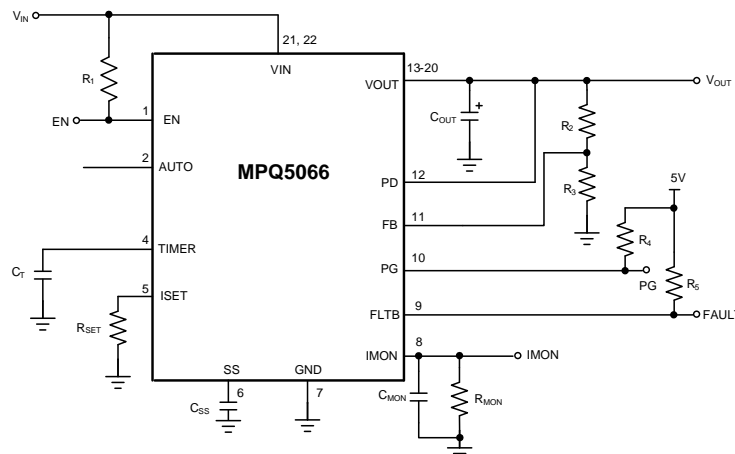 VIN
21, 22
R1
VIN
13-20
VOUT
VOUT
COUT
+
R2
1
EN
EN
2
AUTO
MPQ5066
12
PD
R3
5V
11
FB
R4
4
TIMER
10
PG
PG
R5
CT
5
ISET
9
FLTB
FAULT
RSET
8
IMON
IMON
SS
GND
6
7
CSS
CMON
RMON